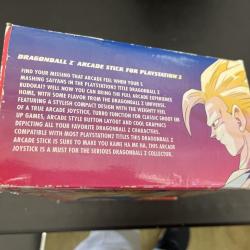 DRAGONBALL Z ARCADE STICK FOR PLAYSTATION 2
FIND YOUR MISSING THAT ARCADE FEEL WHEN YOUR
MASHING SAIYANS IN THE PLAYSTATION2 TITLE DRAGONBALL Z
BUDOKAI? WELL NOW YOU CAN BRING THE FULL ARCADE EXPERIENCE
HOME, WITH SOME FLAVOR FROM THE DRAGONBALL Z UNIVERSE.
FEATURING A STYLISH COMPACT DESIGN WITH THE WEIGHTY FEEL
OF A TRUE ARCADE JOYSTICK, TURBO FUNCTION FOR CLASSIC SHOOT EM
UP GAMES, ARCADE STYLE BUTTON LAYOUT AND COOL GRAPHICS
DEPICTING ALL YOUR FAVORITE DRAGONBALL Z CHARACTERS.
COMPATIBLE WITH MOST PLAYSTATION2 TITLES THIS DRAGONBALL Z
ARCADE STICK IS SURE TO MAKE YOU KAME HA ME HA. THIS ARCADE
JOYSTICK IS A MUST FOR THE SERIOUS DRAGONBALL Z COLLECTOR.